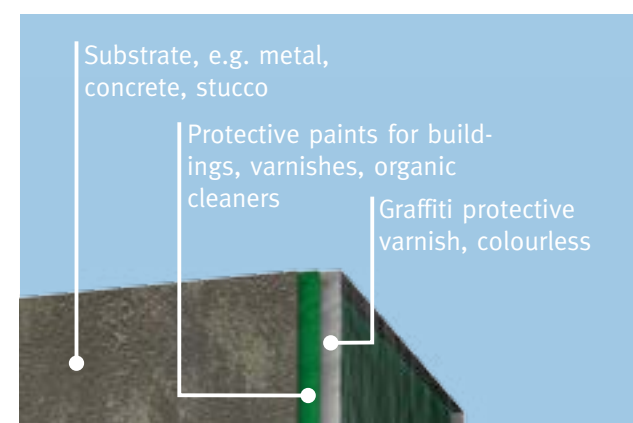 Substrate, e.g. metal,
concrete, stucco
Protective paints for build-
ings, varnishes, organic
cleaners
Graffiti protective
varnish, colourless